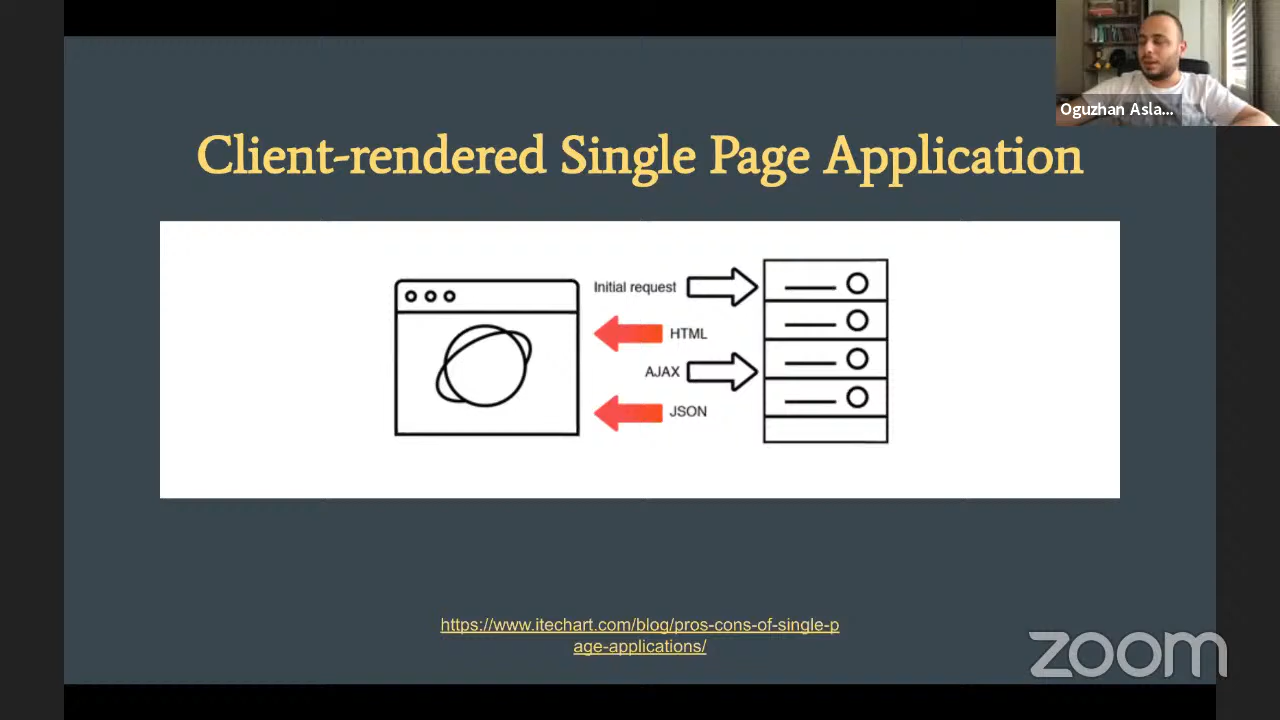 Oguzhan Asla...
Client-rendered Single Page Application
Initial request
HTML
AJAX
JSON
https://www.itechart.com/blog/pros-cons-of-single-p
age-applications/
zoom